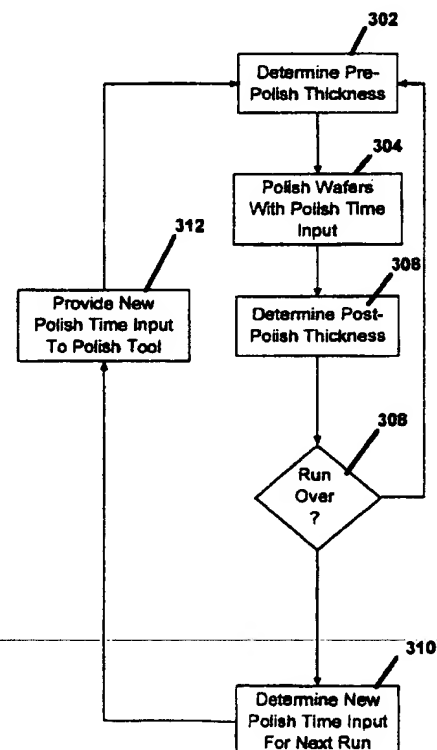 302
Determine Pre-
Polish Thickness
304
Polish Wafers
With Polish Time
Input
312
Provide New
Polish Time Input
To Polish Tool
308
Determine Post-
Polish Thickness
308
Run
Over
?
310
Determine New
Polish Time Input
For Next Run